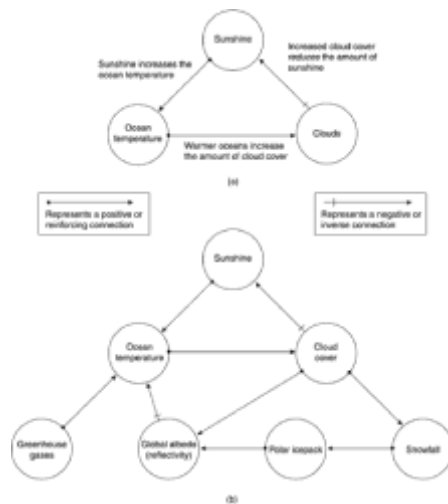 Sunshine
Sunshine increases the
ocean temperature
Increased cloud cover
reduces the amount of
sunshine
Ocean
temperature
Clouds
Warmer oceans increase
the amount of cloud cover
(a)
Represents a positive or
reinforcing connection
Represents a negative or
inverse connection
Sunshine
Ocean
temperature
Cloud
cover
Greenhouse
gases
Global albedo
(reflectivity)
Polar icepack
Snowfall
(b)